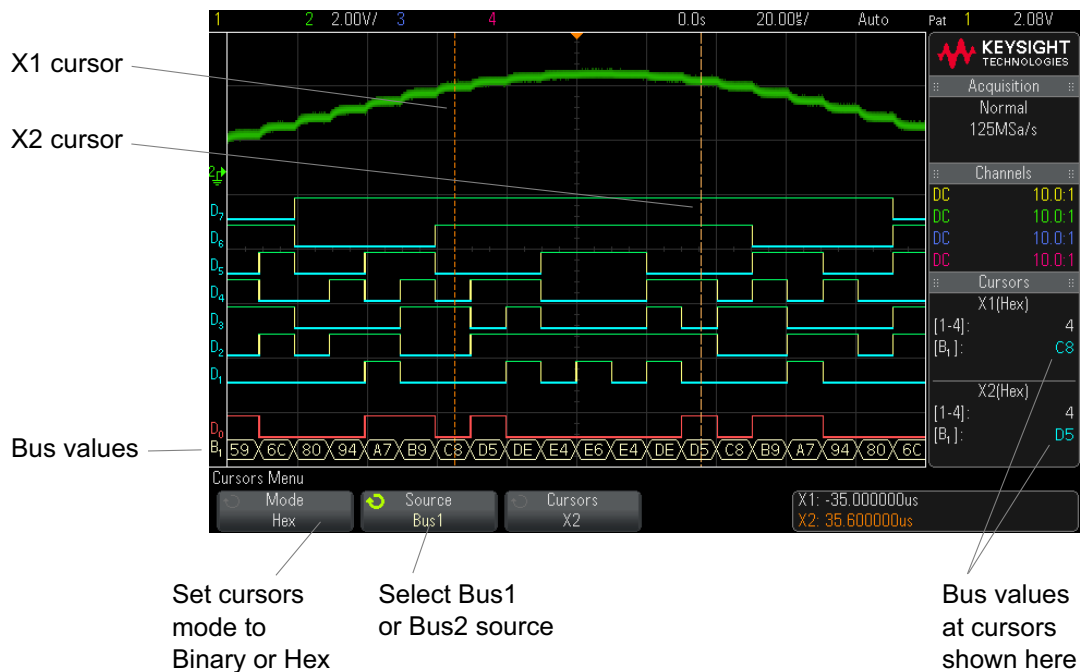 1 2 2.00V/ 3 4 0.0s 20.00us/ Auto Pat 1 2.08V
X1 cursor
X2 cursor
KEYSIGHT
TECHNOLOGIES
Acquisition
Normal
125MSa/s
Channels
DC 10.0:1
DC 10.0:1
DC 10.0:1
DC 10.0:1
Cursors
X1(Hex)
[1-4]: 4
[B1]: C8
X2(Hex)
[1-4]: 4
[B1]: D5
2
D7
D6
D5
D4
D3
D2
D1
D0
Bus values
B1 59 6C 80 94 A7 B9 C8 D5 DE E4 E6 E4 DE D5 C8 B9 A7 94 80 6C
Cursors Menu
Mode
Hex
Source
Bus1
Cursors
X2
X1: -35.000000us
X2: 35.600000us
Set cursors
mode to
Binary or Hex
Select Bus1
or Bus2 source
Bus values
at cursors
shown here